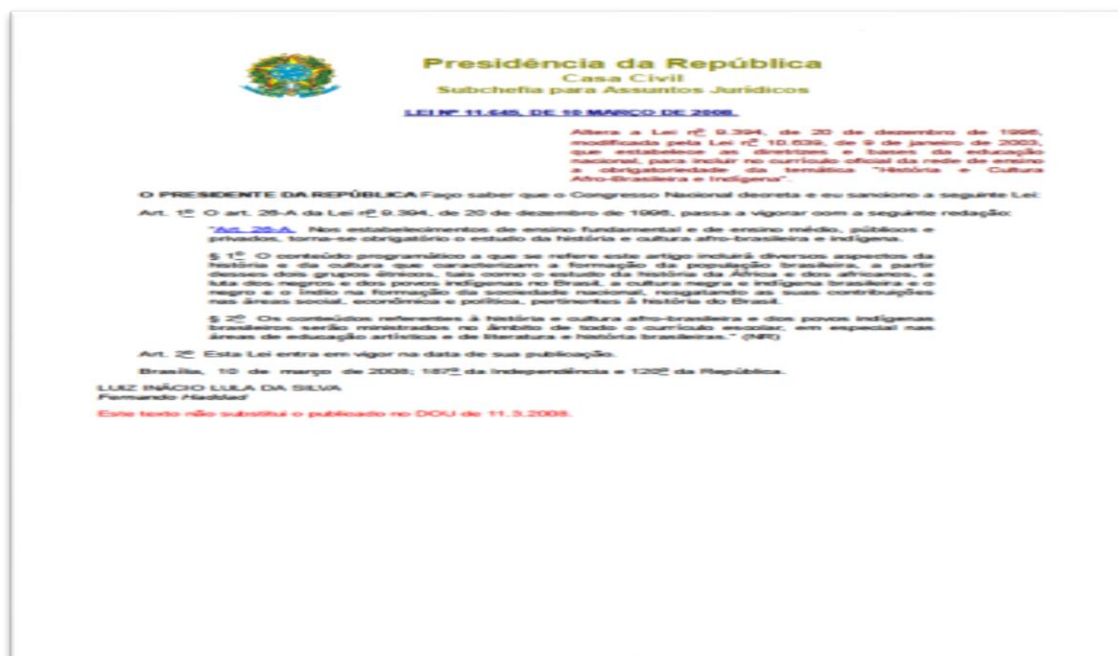 Presidência da República
Casa Civil
Subchefia para Assuntos Jurídicos
LEI Nº 11.645, DE 10 MARÇO DE 2008.
Altera a Lei nº 9.394, de 20 de dezembro de 1996,
modificada pela Lei nº 10.639, de 9 de janeiro de 2003,
que estabelece as diretrizes e bases da educação
nacional, para incluir no currículo oficial da rede de ensino
a obrigatoriedade da temática "História e Cultura
Afro-Brasileira e Indígena".
O PRESIDENTE DA REPÚBLICA Faço saber que o Congresso Nacional decreta e eu sanciono a seguinte Lei:
Art. 1º O art. 26-A da Lei nº 9.394, de 20 de dezembro de 1996, passa a vigorar com a seguinte redação:
"Art. 26-A. Nos estabelecimentos de ensino fundamental e de ensino médio, públicos e
privados, torna-se obrigatório o estudo da história e cultura afro-brasileira e indígena.
§ 1º O conteúdo programático a que se refere este artigo incluirá diversos aspectos da
história e da cultura que caracterizam a formação da população brasileira, a partir
desses dois grupos étnicos, tais como o estudo da história da África e dos africanos, a
luta dos negros e dos povos indígenas no Brasil, a cultura negra e indígena brasileira e o
negro e o índio na formação da sociedade nacional, resgatando as suas contribuições
nas áreas social, econômica e política, pertinentes à história do Brasil.
§ 2º Os conteúdos referentes à história e cultura afro-brasileira e dos povos indígenas
brasileiros serão ministrados no âmbito de todo o currículo escolar, em especial nas
áreas de educação artística e de literatura e história brasileiras." (NR)
Art. 2º Esta Lei entra em vigor na data de sua publicação.
Brasília, 10 de março de 2008; 187º da Independência e 120º da República.
LUIZ INÁCIO LULA DA SILVA
Fernando Haddad
Este texto não substitui o publicado no DOU de 11.3.2008.